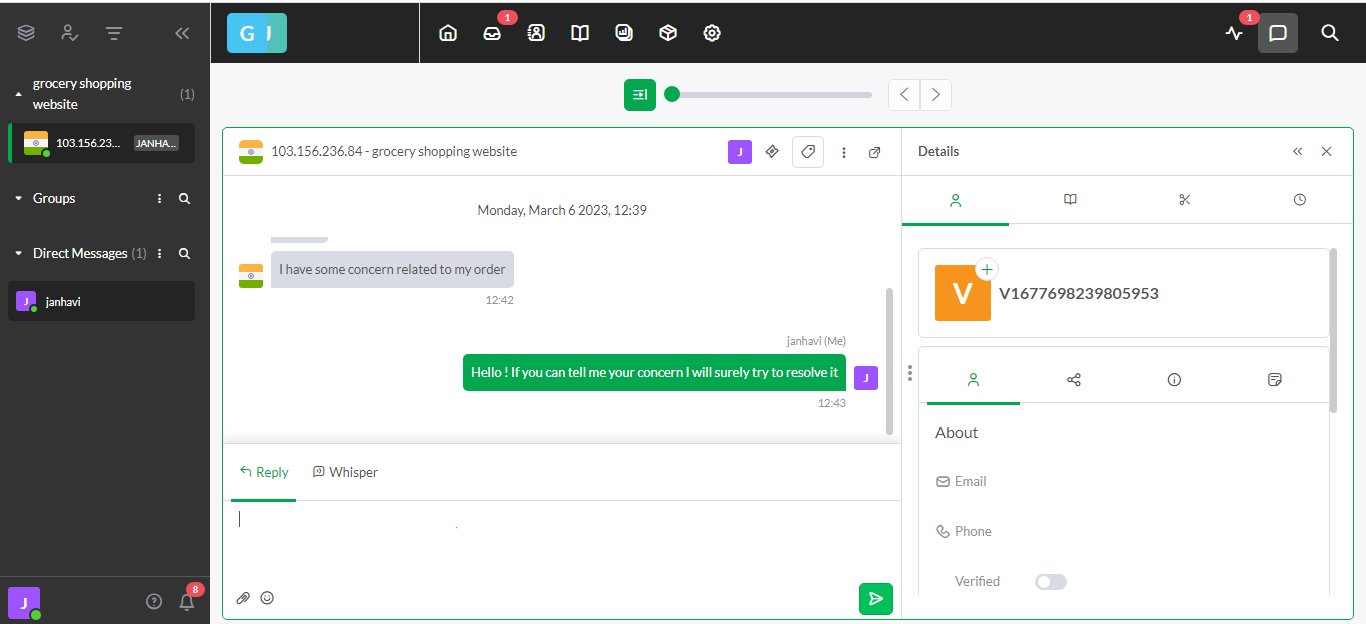 G J
1
1
grocery shopping
website
(1)
103.156.23...
JANHA...
Groups
Direct Messages (1)
J
janhavi
J
8
103.156.236.84 - grocery shopping website
J
Monday, March 6 2023, 12:39
I have some concern related to my order
12:42
janhavi (Me)
Hello ! If you can tell me your concern I will surely try to resolve it
J
12:43
Reply
Whisper
Details
V
V1677698239805953
About
Email
Phone
Verified